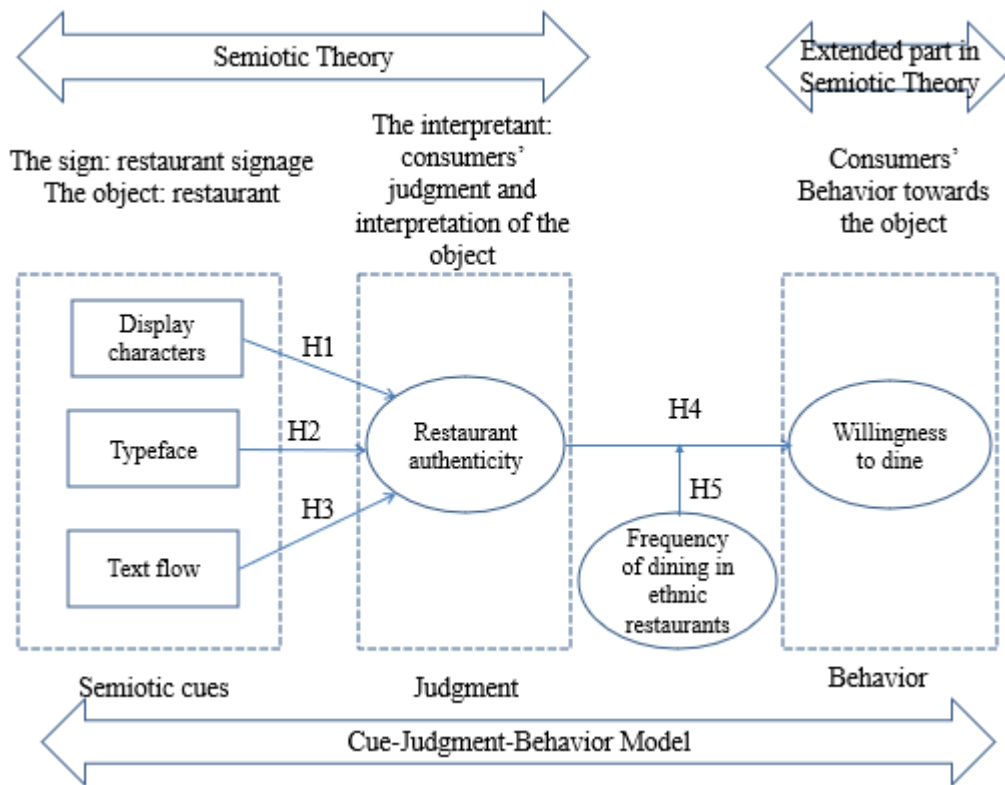 Semiotic Theory
Extended part in
Semiotic Theory
The sign: restaurant signage
The object: restaurant
The interpretant:
consumers’
judgment and
interpretation of the
object
Consumers’
Behavior towards
the object
Display
characters
Typeface
Text flow
H1
H2
H3
Restaurant
authenticity
H4
H5
Frequency
of dining in
ethnic
restaurants
Willingness
to dine
Semiotic cues
Judgment
Behavior
Cue-Judgment-Behavior Model